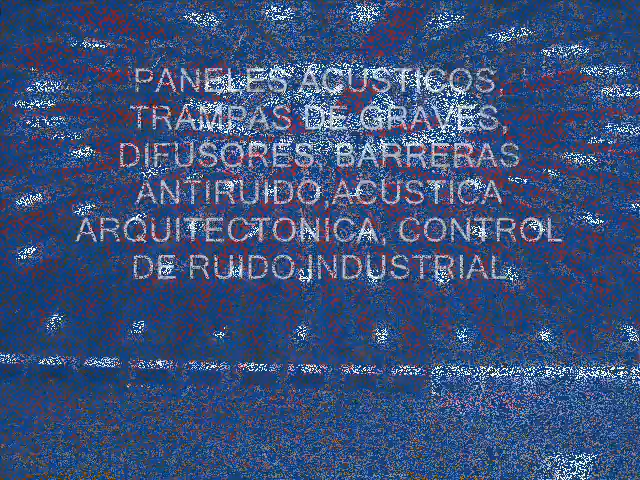 PANELES ACUSTICOS,
TRAMPAS DE GRAVES,
DIFUSORES, BARRERAS
ANTIRUIDO,ACUSTICA
ARQUITECTONICA, CONTROL
DE RUIDO INDUSTRIAL